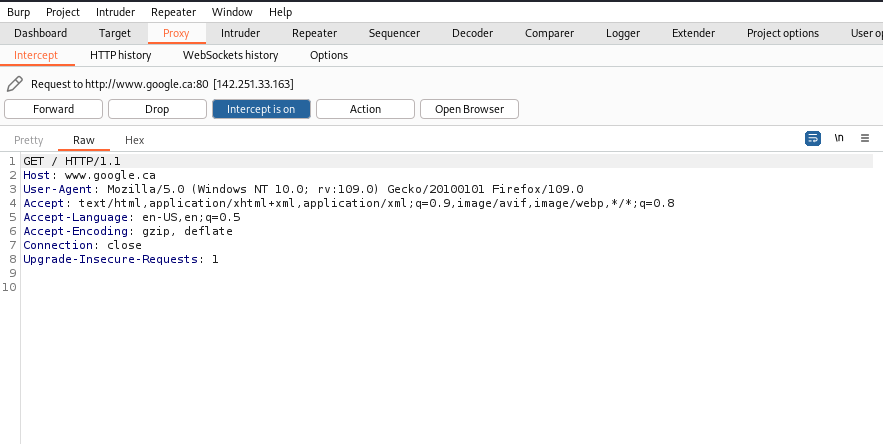 Burp Project Intruder Repeater Window Help
Dashboard Target Proxy Intruder Repeater Sequencer Decoder Comparer Logger Extender Project options User op
Intercept HTTP history WebSockets history Options
Request to http://www.google.ca:80 [142.251.33.163]
Forward Drop Intercept is on Action Open Browser
Pretty Raw Hex \n
1 GET / HTTP/1.1
2 Host: www.google.ca
3 User-Agent: Mozilla/5.0 (Windows NT 10.0; rv:109.0) Gecko/20100101 Firefox/109.0
4 Accept: text/html,application/xhtml+xml,application/xml;q=0.9,image/avif,image/webp,*/*;q=0.8
5 Accept-Language: en-US,en;q=0.5
6 Accept-Encoding: gzip, deflate
7 Connection: close
8 Upgrade-Insecure-Requests: 1
9
10